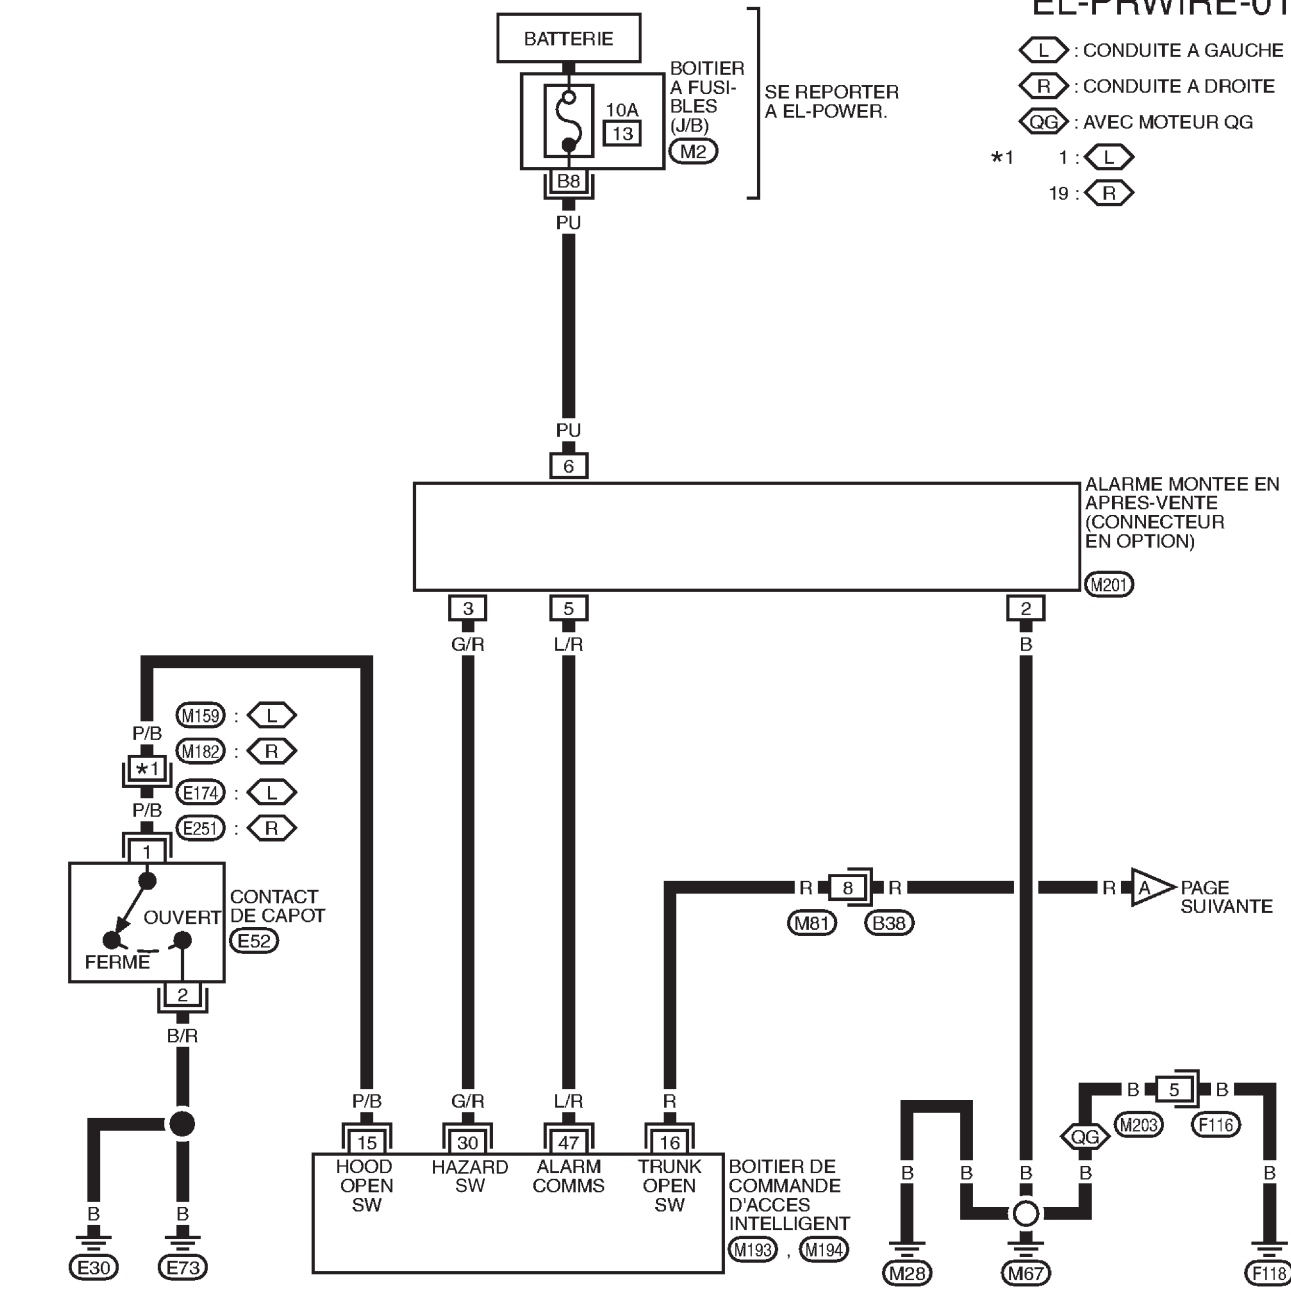 EL-PRWIRE-01
BATTERIE
BOITIER
A FUSI-
BLES
(J/B)
M2
10A
13
SE REPORTER
A EL-POWER.
L : CONDUITE A GAUCHE
R : CONDUITE A DROITE
QG : AVEC MOTEUR QG
*1 1 : L
19 : R
B8
PU
PU
6
ALARME MONTEE EN
APRES-VENTE
(CONNECTEUR
EN OPTION)
M201
3
5
2
G/R
L/R
B
M159 : L
P/B
M182 : R
*1
E174 : L
P/B
E251 : R
1
CONTACT
DE CAPOT
E52
OUVERT
FERME
2
B/R
R
8
R
R
A
PAGE
SUIVANTE
M81
B38
P/B
G/R
L/R
R
15
30
47
16
HOOD
OPEN
SW
HAZARD
SW
ALARM
COMMS
TRUNK
OPEN
SW
BOITIER DE
COMMANDE
D'ACCES
INTELLIGENT
M193 , M194
B
5
B
M203
F116
QG
B
B
B
B
B
B
B
E30
E73
M28
M67
F118